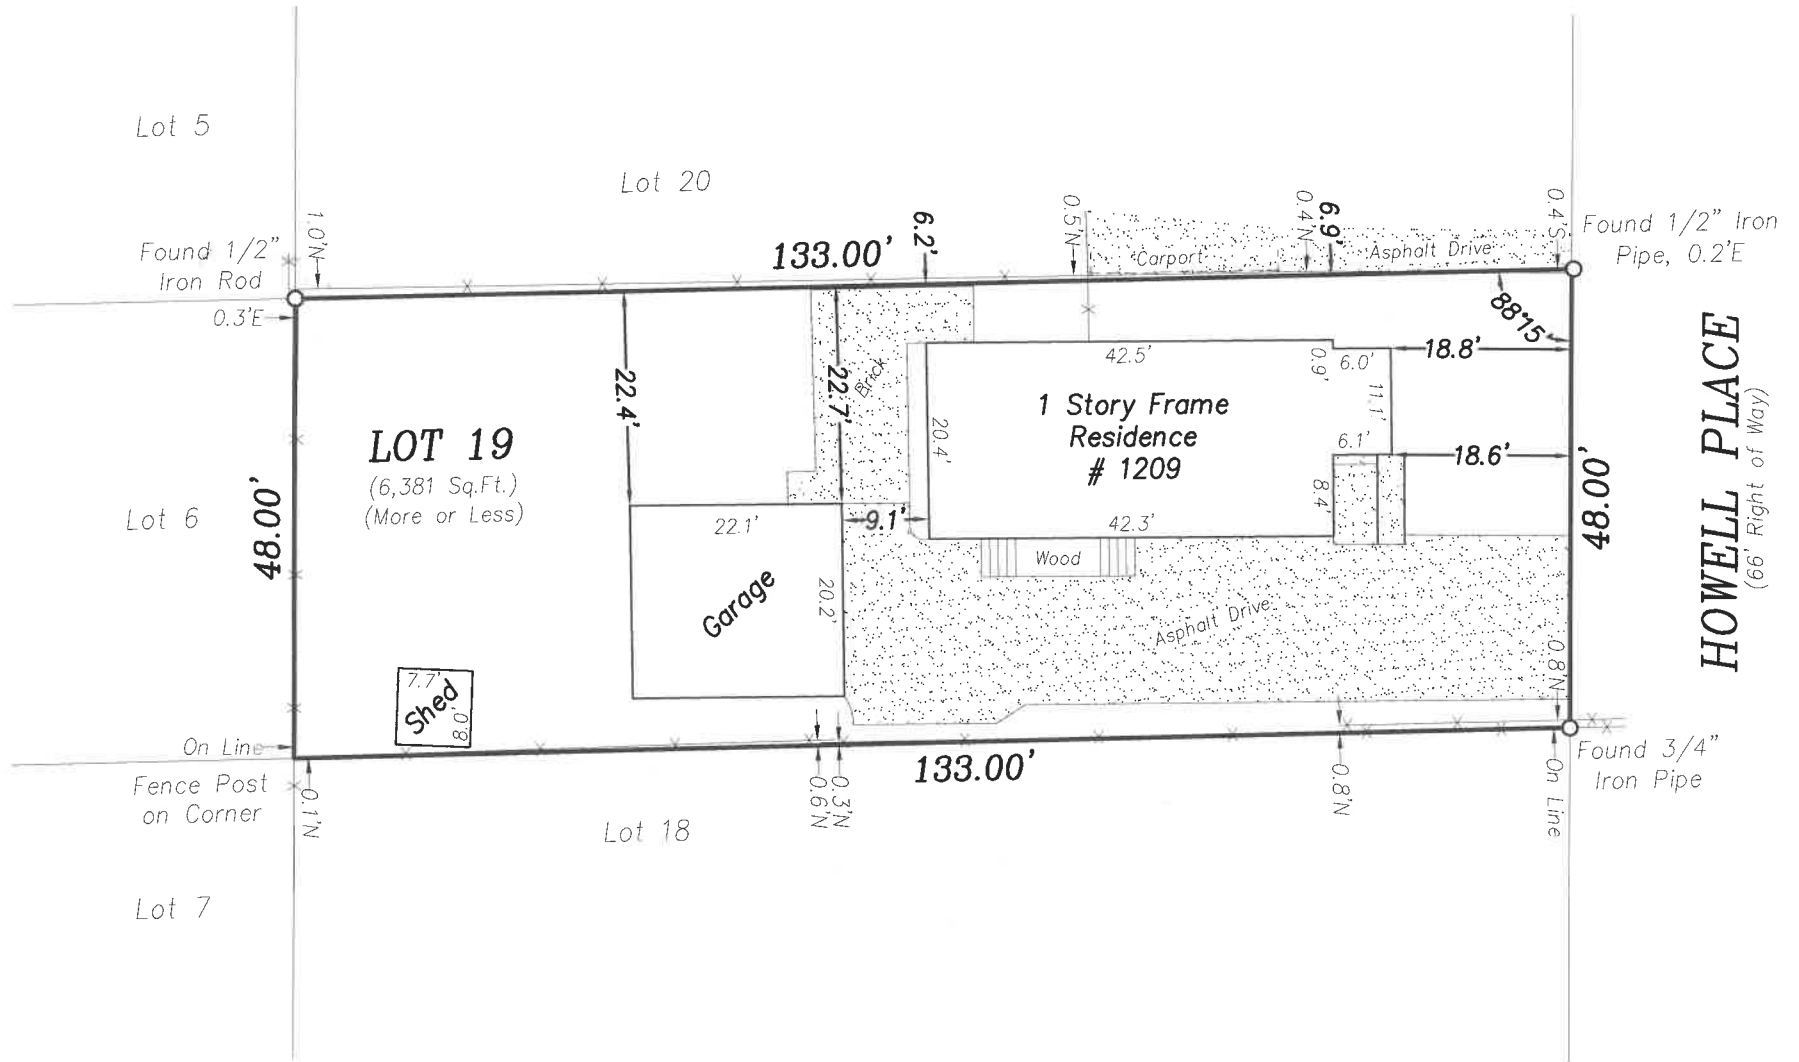 Lot 5
Lot 20
Found 1/2"
Iron Rod
1.0'N
133.00'
6.2'
0.5'N
Carport
0.4'N
6.9'
Asphalt Drive
0.4'S
Found 1/2" Iron
Pipe, 0.2'E
0.3'E
88°15'
22.4'
22.7'
Brick
42.5'
0.9'
6.0'
18.8'
1 Story Frame
Residence
# 1209
20.4'
11.1'
6.1'
18.6'
8.4'
42.3'
LOT 19
(6,381 Sq.Ft.)
(More or Less)
Lot 6
48.00'
48.00'
HOWELL PLACE
(66' Right of Way)
22.1'
9.1'
Garage
20.2'
Wood
Asphalt Drive
0.8'N
7.7'
Shed
8.0'
On Line
Fence Post
on Corner
0.1'N
0.6'N
0.3'N
133.00'
0.8'N
On Line
Found 3/4"
Iron Pipe
Lot 18
Lot 7